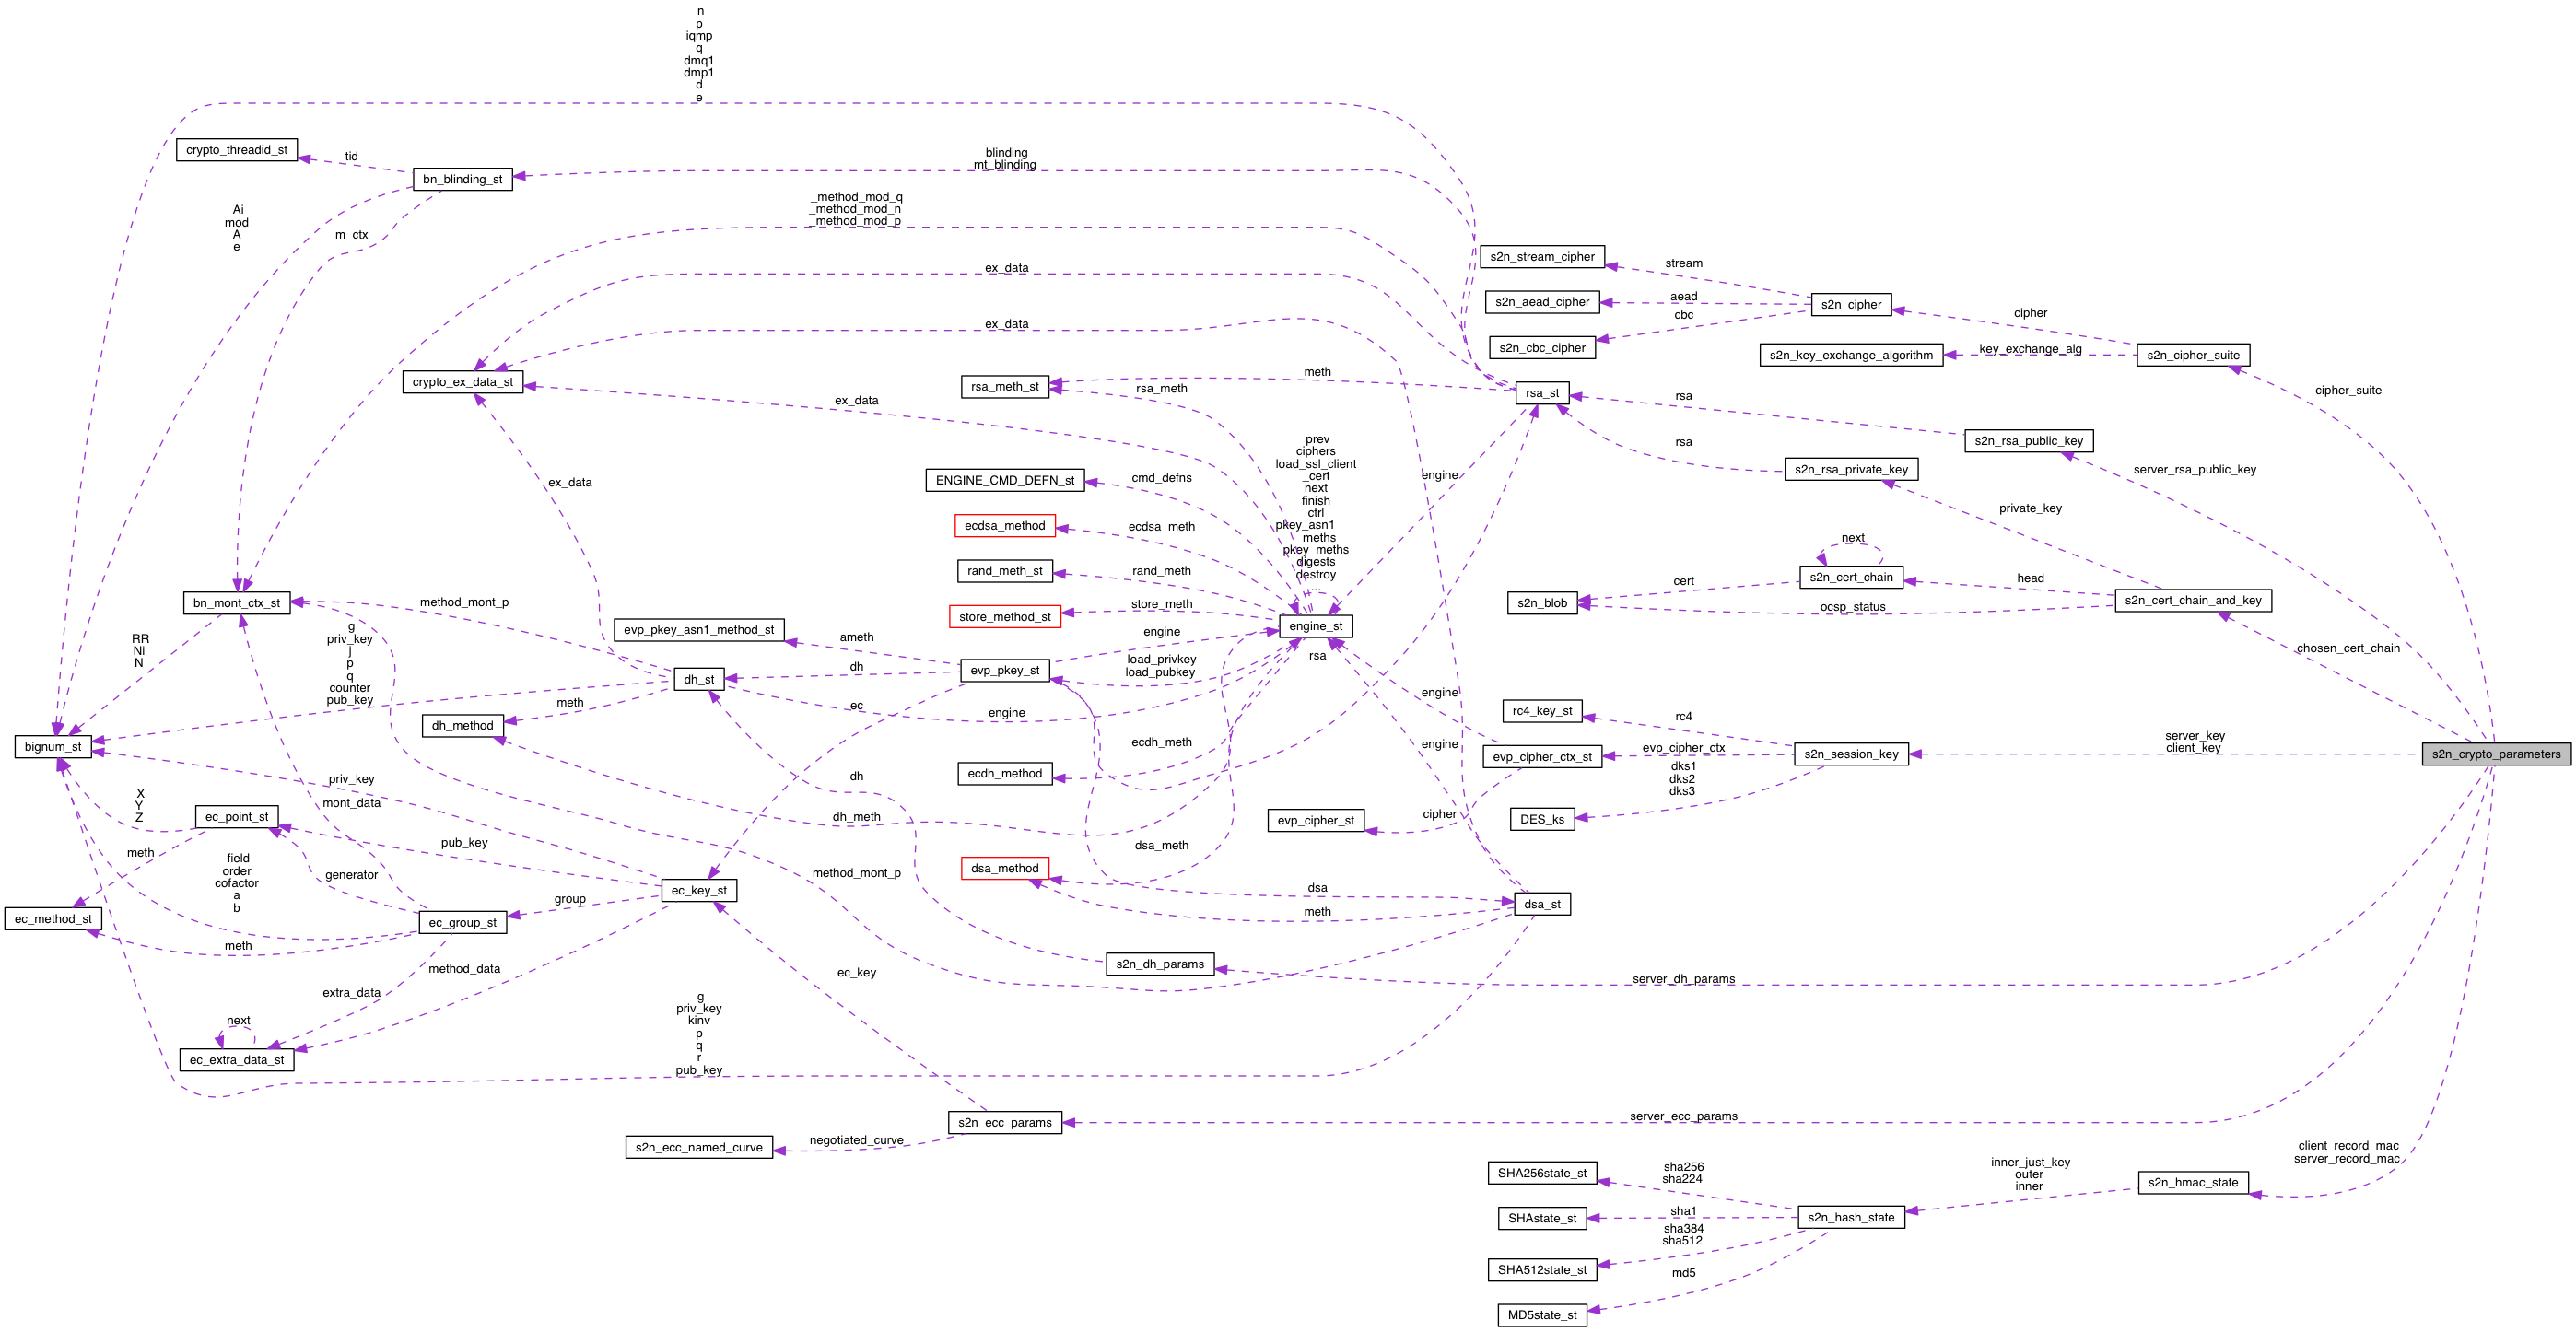 n
p
iqmp
q
dmq1
dmp1
d
e
crypto_threadid_st
tid
bn_blinding_st
blinding
mt_blinding
_method_mod_q
_method_mod_n
_method_mod_p
Ai
mod
A
e
m_ctx
s2n_stream_cipher
stream
ex_data
s2n_aead_cipher
aead
s2n_cipher
cipher
cbc
s2n_cbc_cipher
ex_data
s2n_key_exchange_algorithm
key_exchange_alg
s2n_cipher_suite
cipher_suite
crypto_ex_data_st
rsa_meth_st
meth
rsa_meth
rsa_st
rsa
ex_data
s2n_rsa_public_key
rsa
s2n_rsa_private_key
server_rsa_public_key
prev
ciphers
load_ssl_client
_cert
next
finish
ctrl
pkey_asn1
_meths
pkey_meths
digests
destroy
...
engine
ENGINE_CMD_DEFN_st
cmd_defns
ex_data
private_key
ecdsa_method
ecdsa_meth
next
rand_meth_st
rand_meth
s2n_cert_chain
cert
head
s2n_blob
ocsp_status
s2n_cert_chain_and_key
bn_mont_ctx_st
method_mont_p
store_method_st
store_meth
engine_st
evp_pkey_asn1_method_st
ameth
engine
rsa
chosen_cert_chain
RR
Ni
N
g
priv_key
j
p
q
counter
pub_key
dh_st
dh
evp_pkey_st
load_privkey
load_pubkey
meth
ec
engine
engine
dh_method
rc4_key_st
rc4
bignum_st
ecdh_meth
engine
evp_cipher_ctx_st
evp_cipher_ctx
s2n_session_key
server_key
client_key
s2n_crypto_parameters
ecdh_method
dks1
dks2
dks3
priv_key
dh
X
Y
Z
mont_data
ec_point_st
dh_meth
evp_cipher_st
cipher
DES_ks
pub_key
dsa_meth
meth
field
order
cofactor
a
b
generator
dsa_method
method_mont_p
dsa
ec_key_st
group
meth
dsa_st
ec_method_st
ec_group_st
meth
method_data
ec_key
s2n_dh_params
server_dh_params
extra_data
g
priv_key
kinv
p
q
r
pub_key
next
ec_extra_data_st
s2n_ecc_params
server_ecc_params
s2n_ecc_named_curve
negotiated_curve
client_record_mac
server_record_mac
SHA256state_st
sha256
sha224
inner_just_key
outer
inner
s2n_hmac_state
SHAstate_st
sha1
s2n_hash_state
sha384
sha512
SHA512state_st
md5
MD5state_st